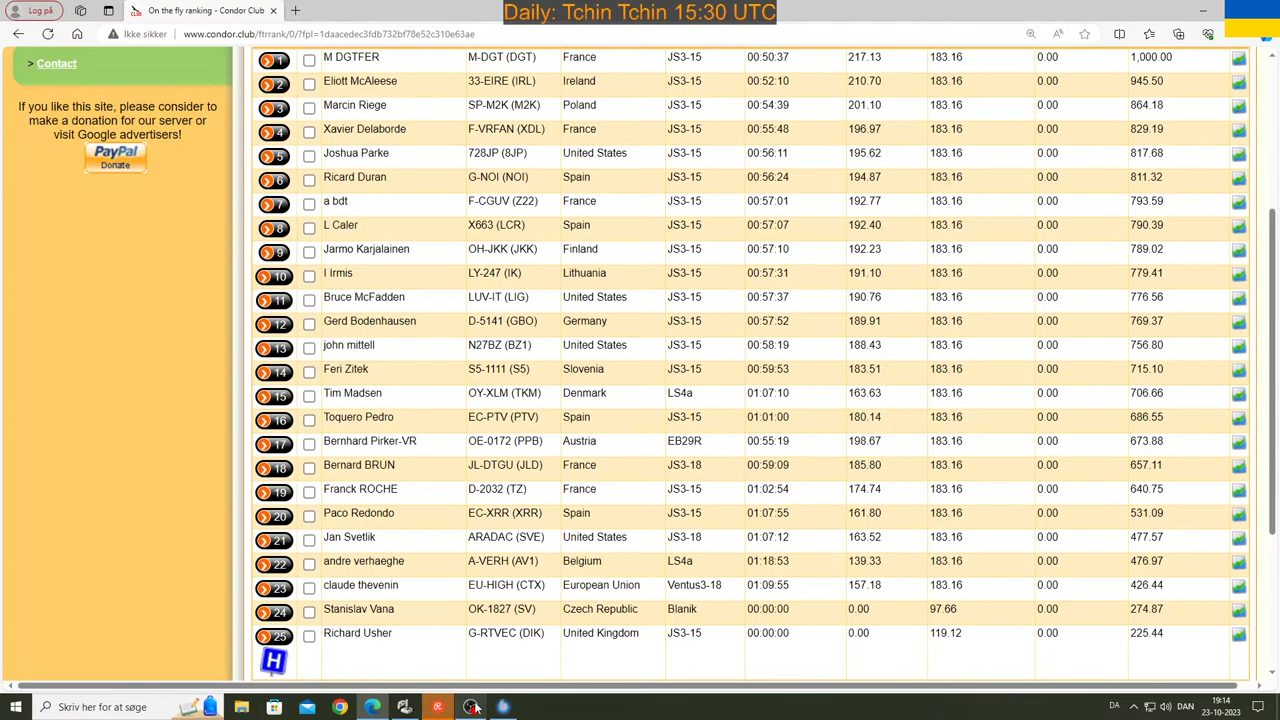 Log på
On the fly ranking - Condor Club
Daily: Tchin Tchin 15:30 UTC
Ikke sikker
www.condor.club/ftrrank/0/?fpl=1daacedec3fdb732bf78e52c310e63ae
> Contact
If you like this site, please consider to
make a donation for our server or
visit Google advertisers!
PayPal
Donate
1 M DGTFER M-DGT (DGT) France JS3-15 00:50:37 217.13 183.16 0.00 1,000.00
2 Eliott McAleese 33-EIRE (IRL) Ireland JS3-15 00:52:10 210.70 183.16 0.00 945.50
3 Marcin Riege SP-M2K (M2K) Poland JS3-15 00:54:39 201.10 183.16 0.00 864.18
4 Xavier Delaborde F-VRFAN (XDL) France JS3-15 00:55:48 196.97 183.16 0.00 829.19
5 Joshua Parke 728JP (8JP) United States JS3-15 00:56:11 195.62 183.16 0.00 817.68
6 Ricard Duran G-NOI (NOI) Spain JS3-15 00:56:24 194.87 183.16 0.00 811.32
7 a bdt F-CGUV (Z22) France JS3-15 00:57:01 192.77 183.16 0.00 793.59
8 L Caler X663 (LCR) Spain JS3-15 00:57:07 192.40 183.16 0.00 790.39
9 Jarmo Karjalainen OH-JKK (JKK) Finland JS3-15 00:57:10 192.23 183.16 0.00 789.02
10 I Irmis LY-247 (IK) Lithuania JS3-15 00:57:31 191.10 183.16 0.00 779.41
11 Bruce McFadden LUV-IT (LIG) United States JS3-15 00:57:37 190.76 183.16 0.00 776.56
12 Gerd Bodenhausen D-5141 (GBO) Germany JS3-15 00:57:52 189.91 183.16 0.00 769.37
13 john mittell N27BZ (BZ1) United States JS3-15 00:58:19 188.43 183.16 0.00 756.80
14 Feri Zitek S5-1111 (S5) Slovenia JS3-15 00:59:53 183.51 183.16 0.00 715.10
15 Tim Madsen OY-XLM (TKM) Denmark LS4a 01:07:10 163.63 183.16 0.00 706.66
16 Toquero Pedro EC-PTV (PTV) Spain JS3-15 01:01:00 180.14 183.16 0.00 686.55
17 Bernhard Pirker-VR OE-0172 (PPB) Austria EB29R 00:55:19 198.67 183.16 0.00 673.88
18 Bernard BRUN JL-DTGU (JLD) France JS3-18 00:59:09 185.80 183.16 0.00 657.11
19 Franck ROCHE D-2032 (TZ) France JS3-15 01:02:54 174.74 183.16 0.00 640.75
20 Paco Redondo EC-XRR (XRR) Spain JS3-15 01:07:55 161.80 183.16 0.00 531.09
21 Jan Svetlik ARADAC (SVE) United States JS3-18 01:07:12 163.52 183.16 0.00 477.57
22 andre verhaeghe A-VERH (AV1) Belgium LS4a 01:18:53 139.33 183.16 0.00 476.97
23 claude thevenin EU-HIGH (CTX) European Union Ventus3-18 01:09:55 157.18 183.16 0.00 426.44
24 Stanislav Vana OK-1827 (SV) Czech Republic Blanik 00:00:00 0.00 97.66 0.00 274.87
25 Richard Usher G-RTVEC (DIK) United Kingdom JS3-15 00:00:00 0.00 119.12 0.00 225.44
H
Skriv her for at søge
DA
DAN
19:14
23-10-2023